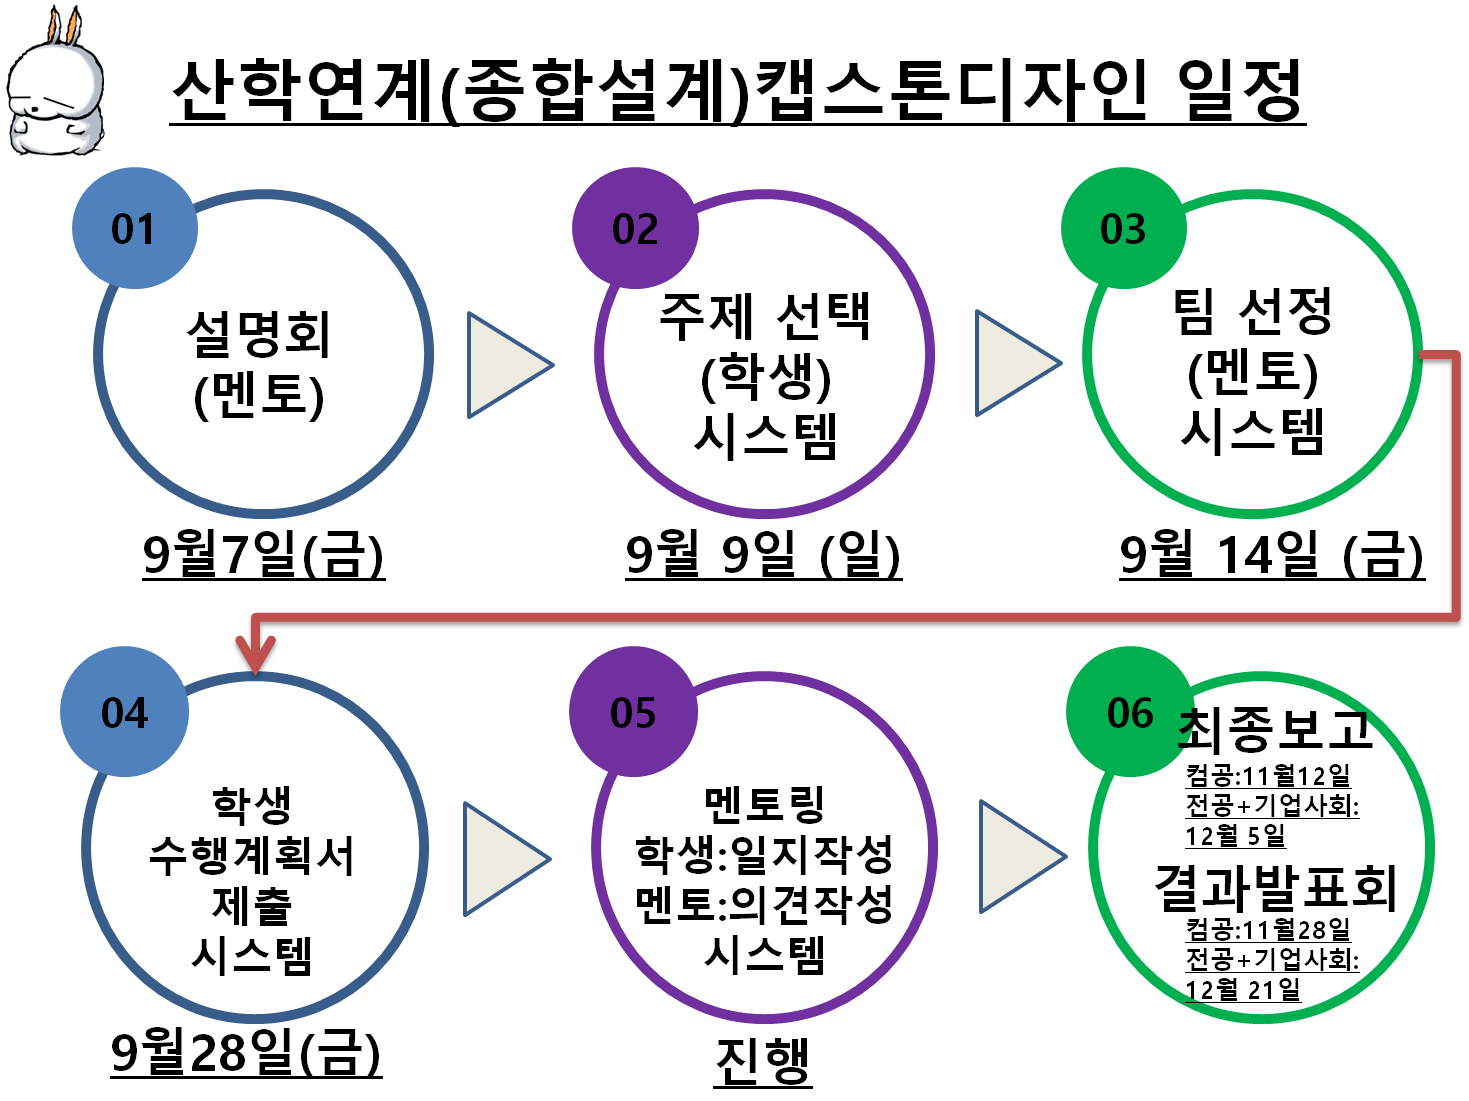 산학연계(종합설계)캡스톤디자인 일정
01
설명회
(멘토)
9월7일(금)
02
주제 선택
(학생)
시스템
9월 9일 (일)
03
팀 선정
(멘토)
시스템
9월 14일 (금)
04
학생
수행계획서
제출
시스템
9월28일(금)
05
멘토링
학생:일지작성
멘토:의견작성
시스템
진행
06
최종보고
컴공:11월12일
전공+기업사회:
12월 5일
결과발표회
컴공:11월28일
전공+기업사회:
12월 21일